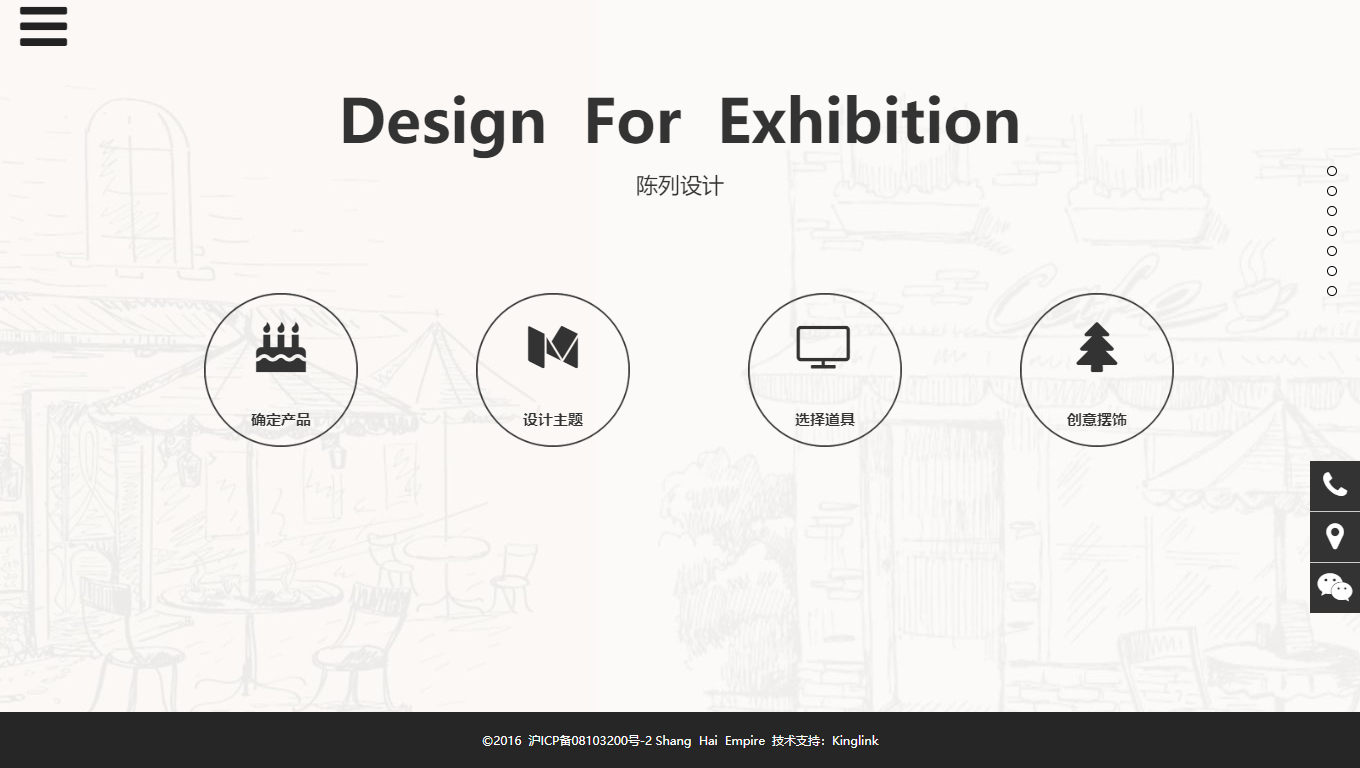 Design For Exhibition
陈列设计
确定产品
设计主题
选择道具
创意摆饰
©2016 沪ICP备08103200号-2 Shang Hai Empire 技术支持：Kinglink